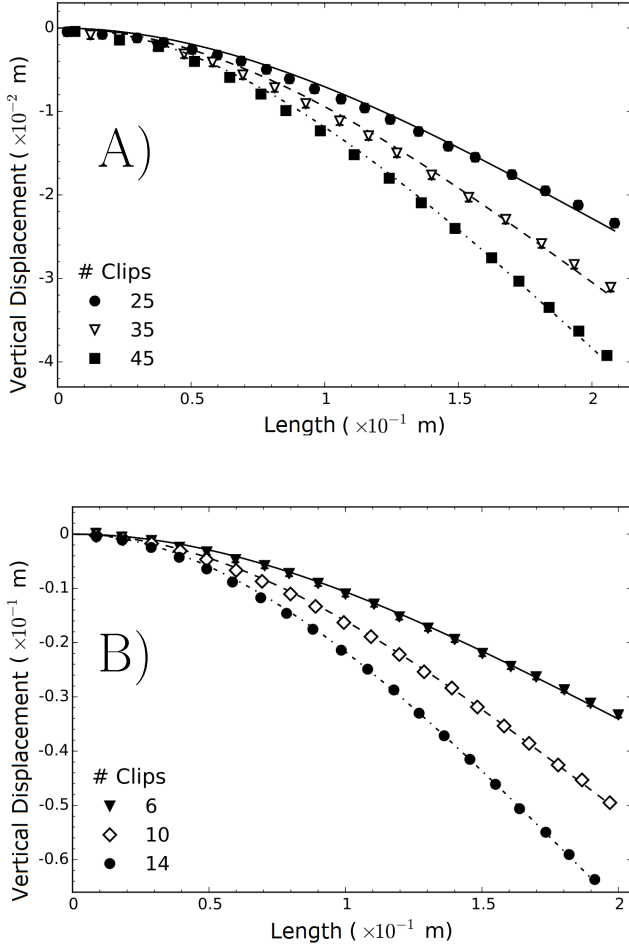 0
-1
-2
-3
-4
Vertical Displacement ( ×10⁻² m)
A)
# Clips
25
35
45
0 0.5 1 1.5 2
Length ( ×10⁻¹ m)
0
-0.1
-0.2
-0.3
-0.4
-0.5
-0.6
Vertical Displacement ( ×10⁻¹ m)
B)
# Clips
6
10
14
0 0.5 1 1.5 2
Length ( ×10⁻¹ m)